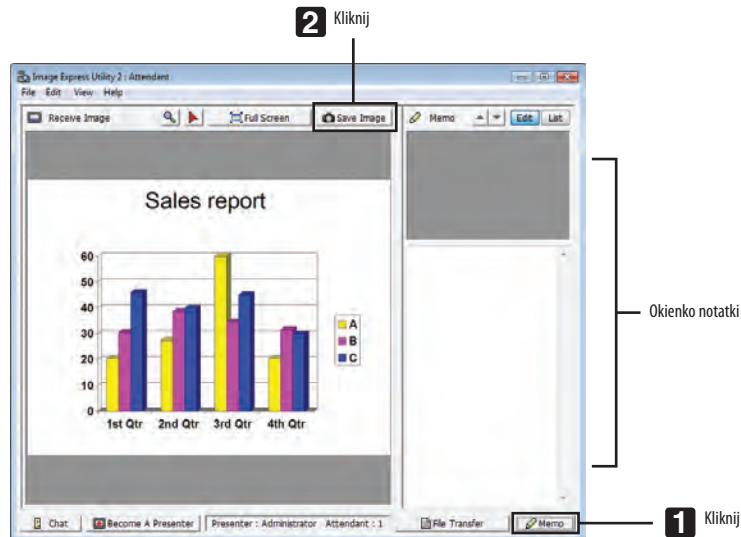 2 Kliknij
Image Express Utility 2 : Attendant
File Edit View Help
Receive Image Full Screen Save Image Memo Edit List
Sales report
60
50
40
30
20
10
0
A
B
C
1st Qtr 2nd Qtr 3rd Qtr 4th Qtr
Okienko notatki
Chat Become A Presenter Presenter : Administrator Attendant : 1 File Transfer Memo
1 Kliknij